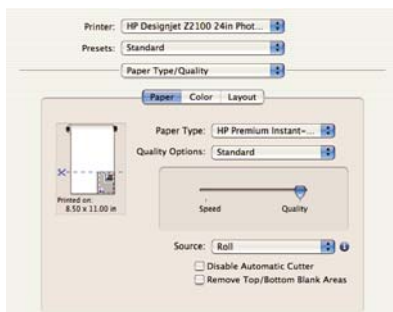 Printer: HP Designjet Z2100 24in Phot...
Presets: Standard
Paper Type/Quality
Paper Color Layout
Paper Type: HP Premium Instant-...
Quality Options: Standard
Printed on:
8.50 x 11.00 in
Speed Quality
Source: Roll
Disable Automatic Cutter
Remove Top/Bottom Blank Areas